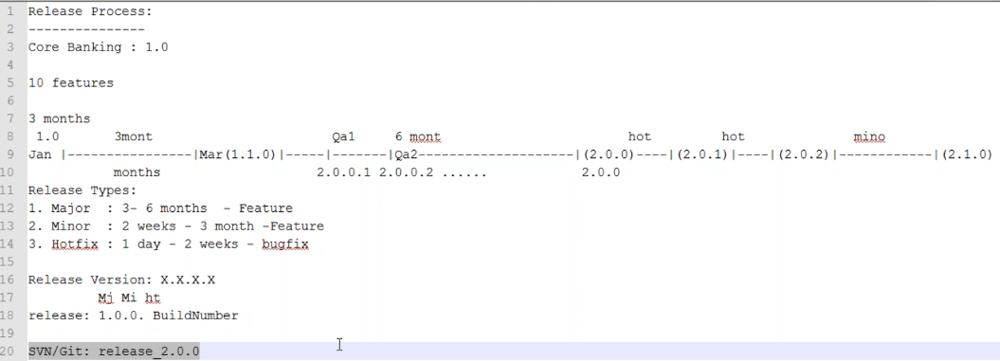 1 Release Process:
2 ---------------
3 Core Banking : 1.0
4
5 10 features
6
7 3 months
8 1.0 3mont Qa1 6 mont hot hot mino
9 Jan |----------------|Mar(1.1.0)|-----|-------|Qa2--------------------|(2.0.0)----|(2.0.1)|----|(2.0.2)|------------|(2.1.0)
10 months 2.0.0.1 2.0.0.2 ...... 2.0.0
11 Release Types:
12 1. Major : 3- 6 months - Feature
13 2. Minor : 2 weeks - 3 month -Feature
14 3. Hotfix : 1 day - 2 weeks - bugfix
15
16 Release Version: X.X.X.X
17 Mj Mi ht
18 release: 1.0.0. BuildNumber
19
20 SVN/Git: release_2.0.0